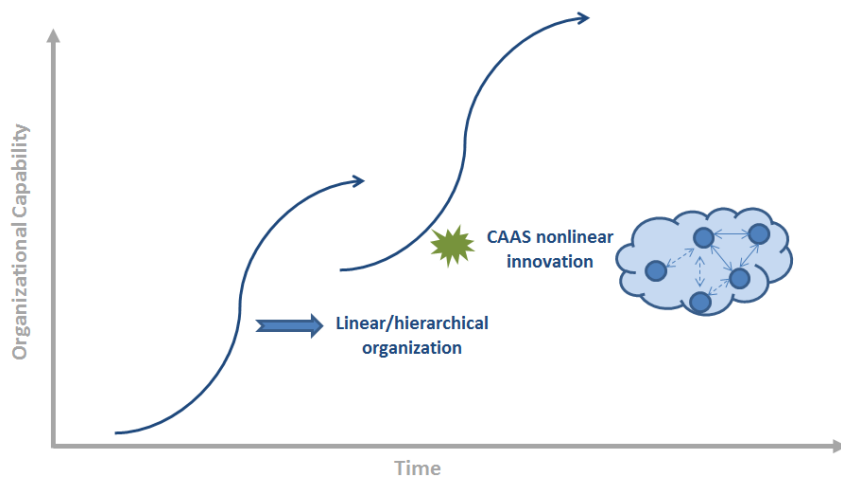 Organizational Capability
CAAS nonlinear
innovation
Linear/hierarchical
organization
Time